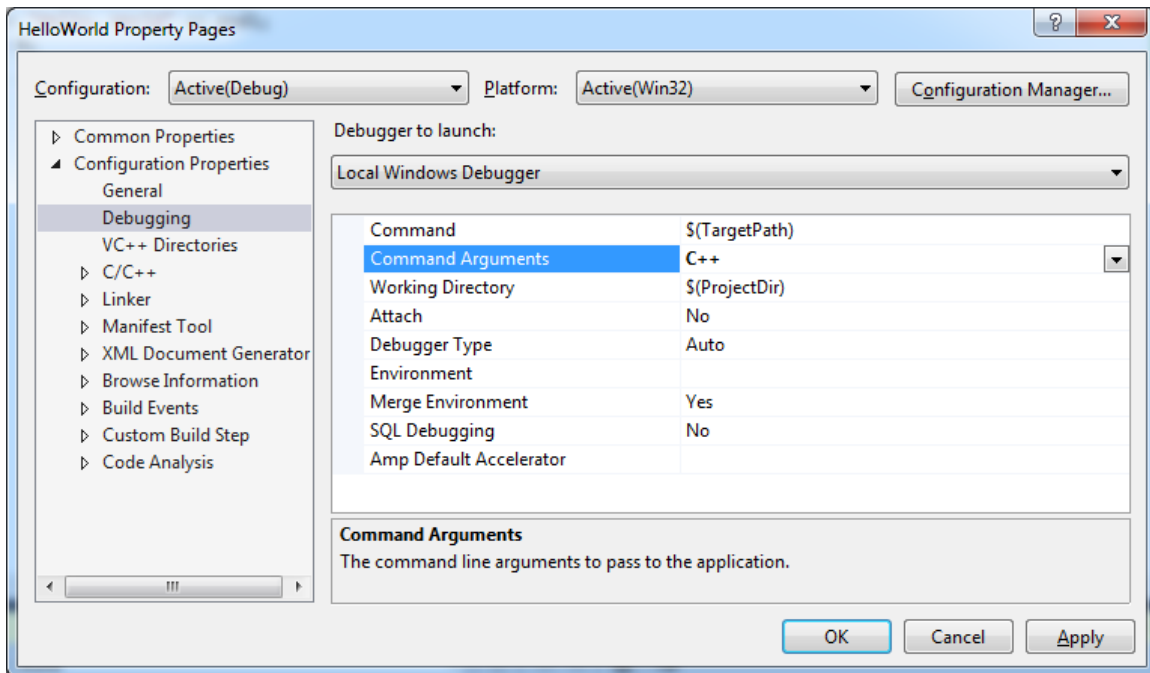 HelloWorld Property Pages
Configuration: Active(Debug) Platform: Active(Win32) Configuration Manager...
Common Properties
Configuration Properties
General
Debugging
VC++ Directories
C/C++
Linker
Manifest Tool
XML Document Generator
Browse Information
Build Events
Custom Build Step
Code Analysis
Debugger to launch:
Local Windows Debugger
Command $(TargetPath)
Command Arguments C++
Working Directory $(ProjectDir)
Attach No
Debugger Type Auto
Environment
Merge Environment Yes
SQL Debugging No
Amp Default Accelerator
Command Arguments
The command line arguments to pass to the application.
OK Cancel Apply